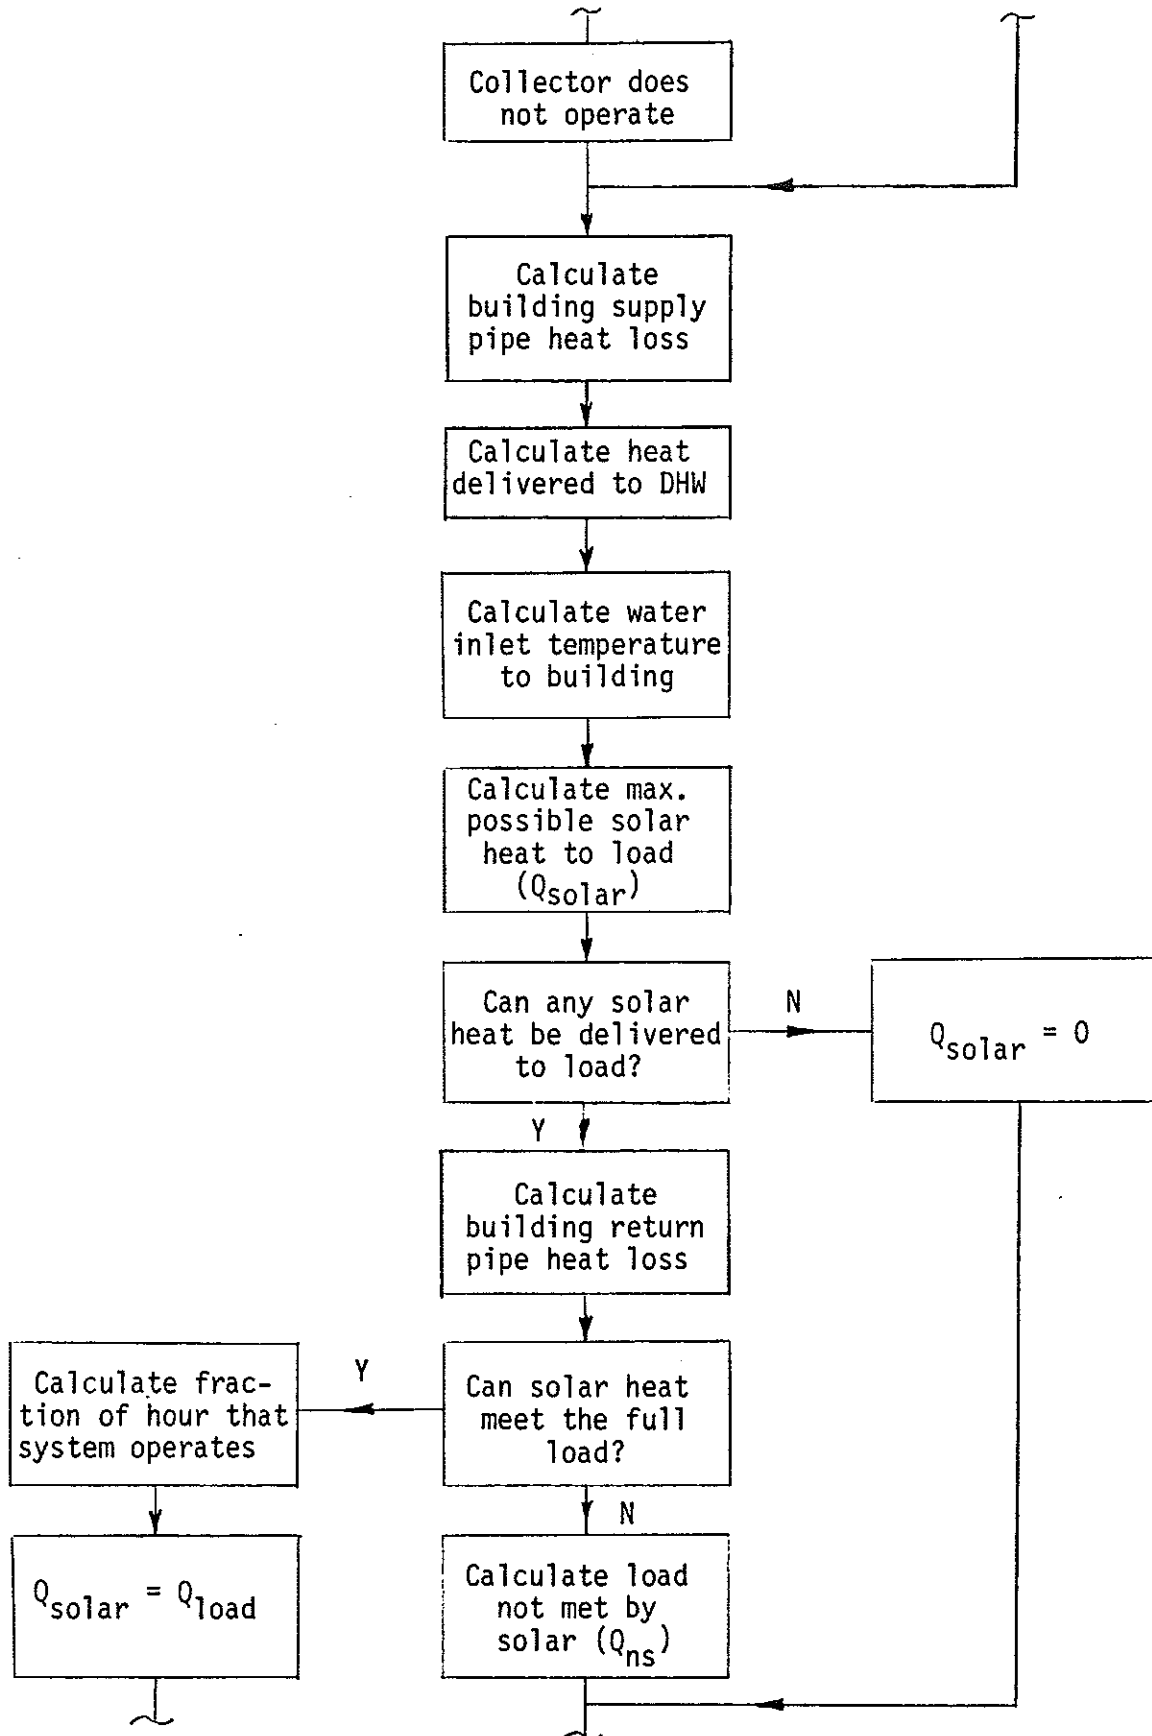 Collector does
not operate
Calculate
building supply
pipe heat loss
Calculate heat
delivered to DHW
Calculate water
inlet temperature
to building
Calculate max.
possible solar
heat to load
(Qsolar)
Can any solar
heat be delivered
to load?
N
Qsolar = 0
Y
Calculate
building return
pipe heat loss
Can solar heat
meet the full
load?
Y
Calculate frac-
tion of hour that
system operates
N
Qsolar = Qload
Calculate load
not met by
solar (Qns)